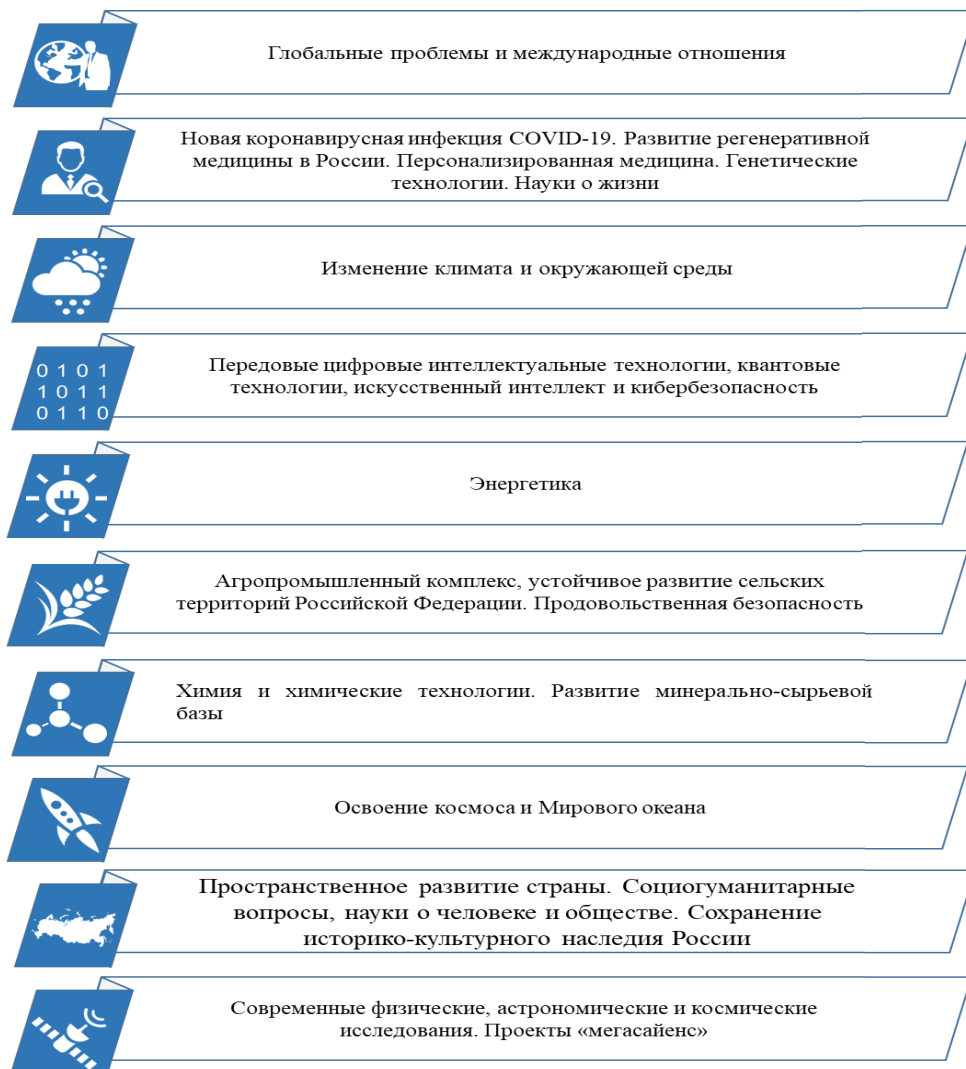 Глобальные проблемы и международные отношения
Новая коронавирусная инфекция COVID-19. Развитие регенеративной
медицины в России. Персонализированная медицина. Генетические
технологии. Науки о жизни
Изменение климата и окружающей среды
0 1 0 1
1 0 1 1
0 1 1 0
Передовые цифровые интеллектуальные технологии, квантовые
технологии, искусственный интеллект и кибербезопасность
Энергетика
Агропромышленный комплекс, устойчивое развитие сельских
территорий Российской Федерации. Продовольственная безопасность
Химия и химические технологии. Развитие минерально-сырьевой
базы
Освоение космоса и Мирового океана
Пространственное развитие страны. Социогуманитарные
вопросы, науки о человеке и обществе. Сохранение
историко-культурного наследия России
Современные физические, астрономические и космические
исследования. Проекты «мегасайенс»